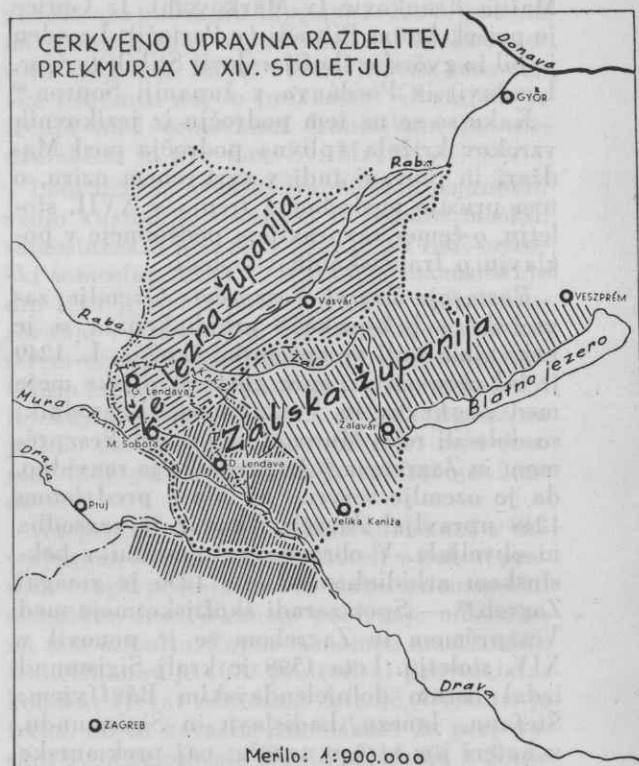 CERKVENO UPRAVNA RAZDELITEV
PREKMURJA V XIV. STOLETJU
Donava
GYÖR
Raba
Železna županija
Vasvár
VESZPRÉM
Raba
Zala
Krka
Zalska županija
Blatno jezero
G. Lendava
Mura
M. Sobota
Zalavár
Drava
D. Lendava
Ptuj
Velika Kaniža
Drava
ZAGREB
Merilo: 1:900.000